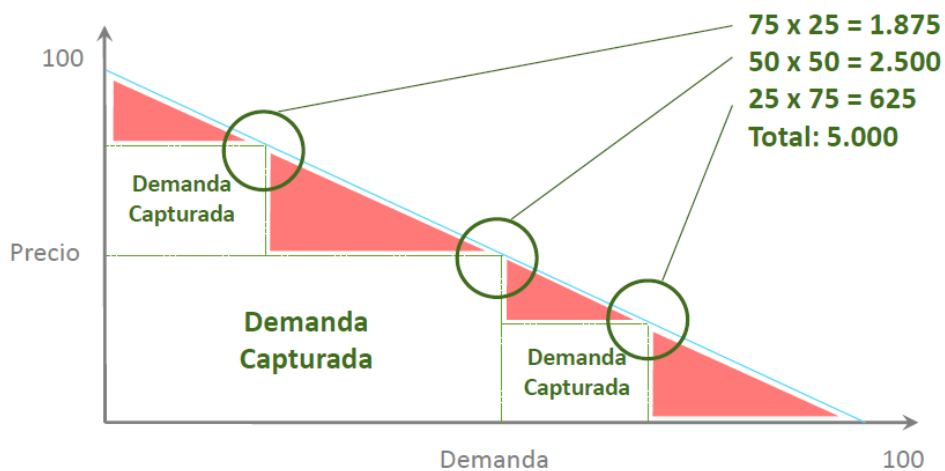 75 x 25 = 1.875
50 x 50 = 2.500
25 x 75 = 625
Total: 5.000
100
Demanda
Capturada
Precio
Demanda
Capturada
Demanda
Capturada
Demanda
100